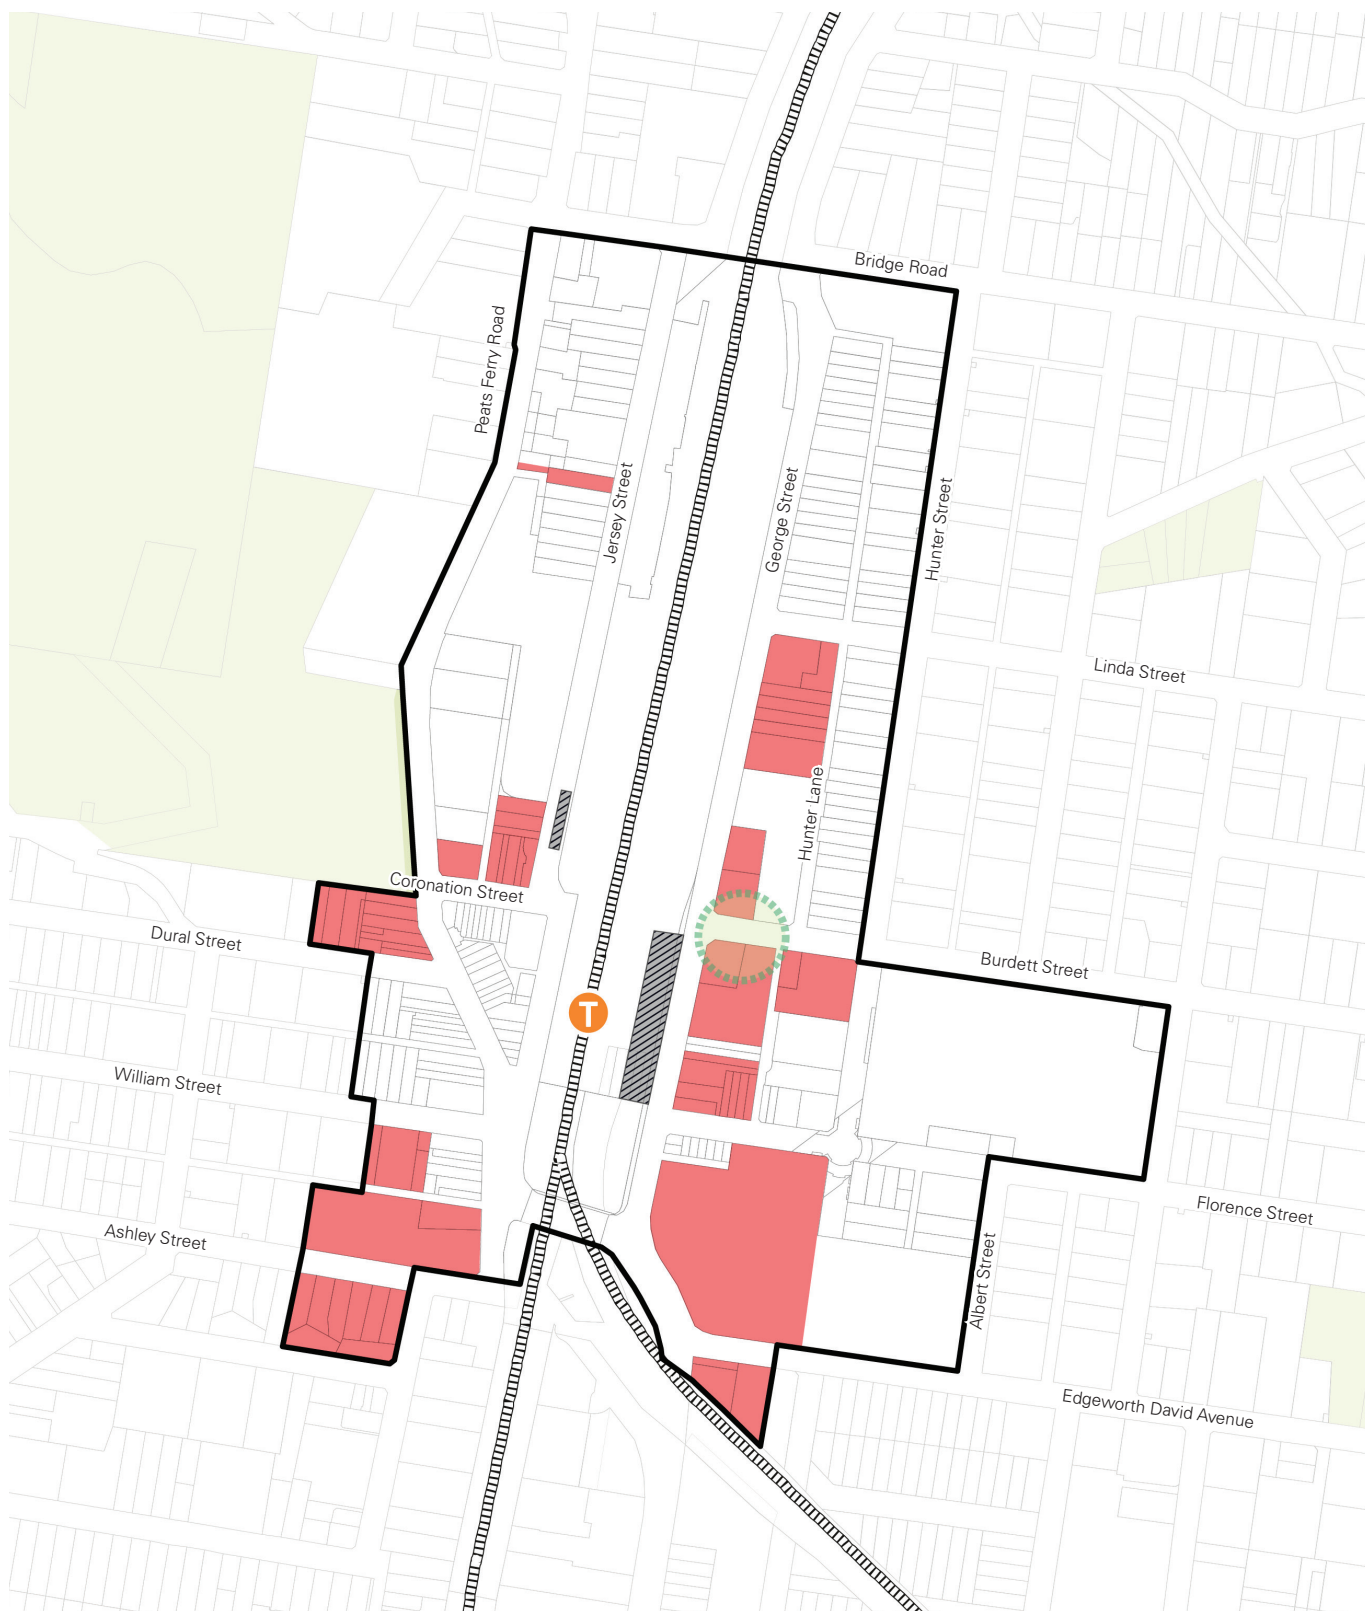 Bridge Road
Peats Ferry Road
Jersey Street
George Street
Hunter Street
Linda Street
Hunter Lane
Coronation Street
Dural Street
Burdett Street
T
William Street
Florence Street
Ashley Street
Albert Street
Edgeworth David Avenue